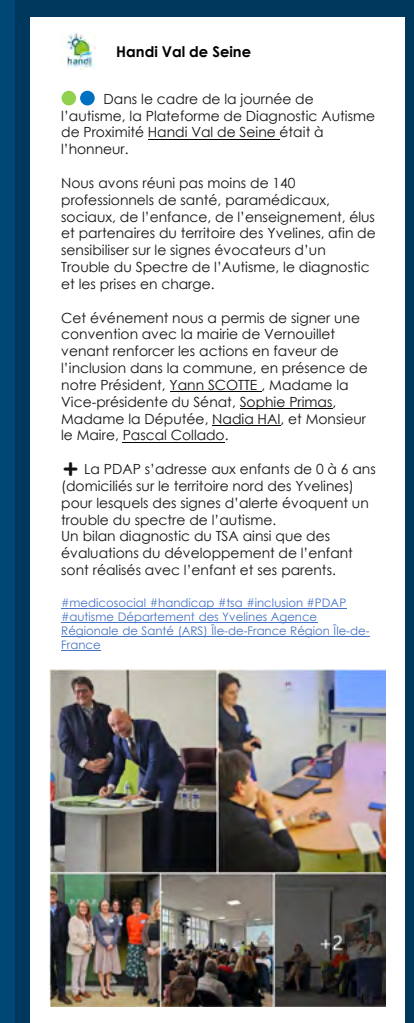 handi
Handi Val de Seine
Dans le cadre de la journée de
l'autisme, la Plateforme de Diagnostic Autisme
de Proximité Handi Val de Seine était à
l'honneur.
Nous avons réuni pas moins de 140
professionnels de santé, paramédicaux,
sociaux, de l'enfance, de l'enseignement, élus
et partenaires du territoire des Yvelines, afin de
sensibiliser sur le signes évocateurs d'un
Trouble du Spectre de l'Autisme, le diagnostic
et les prises en charge.
Cet événement nous a permis de signer une
convention avec la mairie de Vernouillet
venant renforcer les actions en faveur de
l'inclusion dans la commune, en présence de
notre Président, Yann SCOTTE , Madame la
Vice-présidente du Sénat, Sophie Primas,
Madame la Députée, Nadia HAI, et Monsieur
le Maire, Pascal Collado.
+ La PDAP s'adresse aux enfants de 0 à 6 ans
(domiciliés sur le territoire nord des Yvelines)
pour lesquels des signes d'alerte évoquent un
trouble du spectre de l'autisme.
Un bilan diagnostic du TSA ainsi que des
évaluations du développement de l'enfant
sont réalisés avec l'enfant et ses parents.
#medicosocial #handicap #tsa #inclusion #PDAP
#autisme Département des Yvelines Agence
Régionale de Santé (ARS) Île-de-France Région Île-de-
France
+2